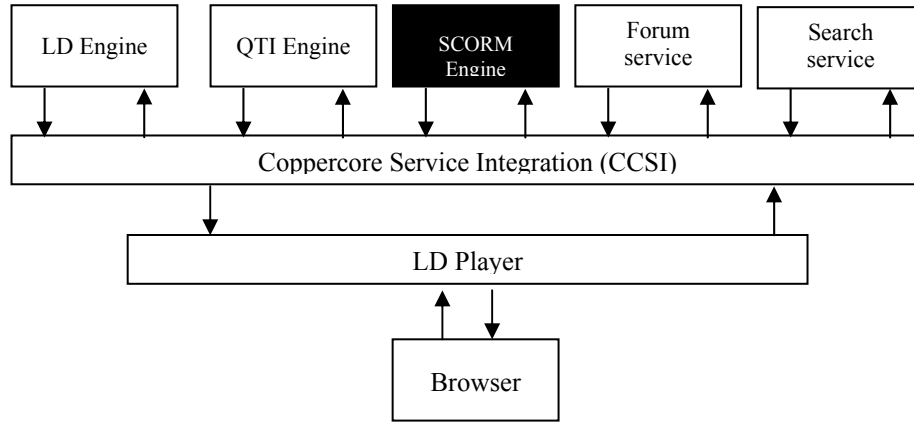 LD Engine
QTI Engine
SCORM
Engine
Forum
service
Search
service
Coppercore Service Integration (CCSI)
LD Player
Browser